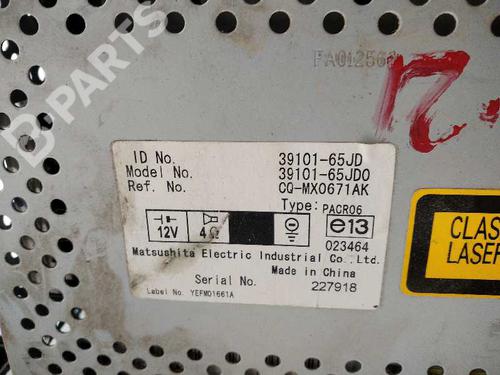 B-PARTS
FA01256
ID No. 39101-65JD
Model No. 39101-65JD0
Ref. No. CQ-MX0671AK
Type: PACR06
12V 4Ω e13
023464
Matsushita Electric Industrial Co., Ltd.
Made in China
Serial No. 227918
Label No. YEFM01661A
CLAS
LASER